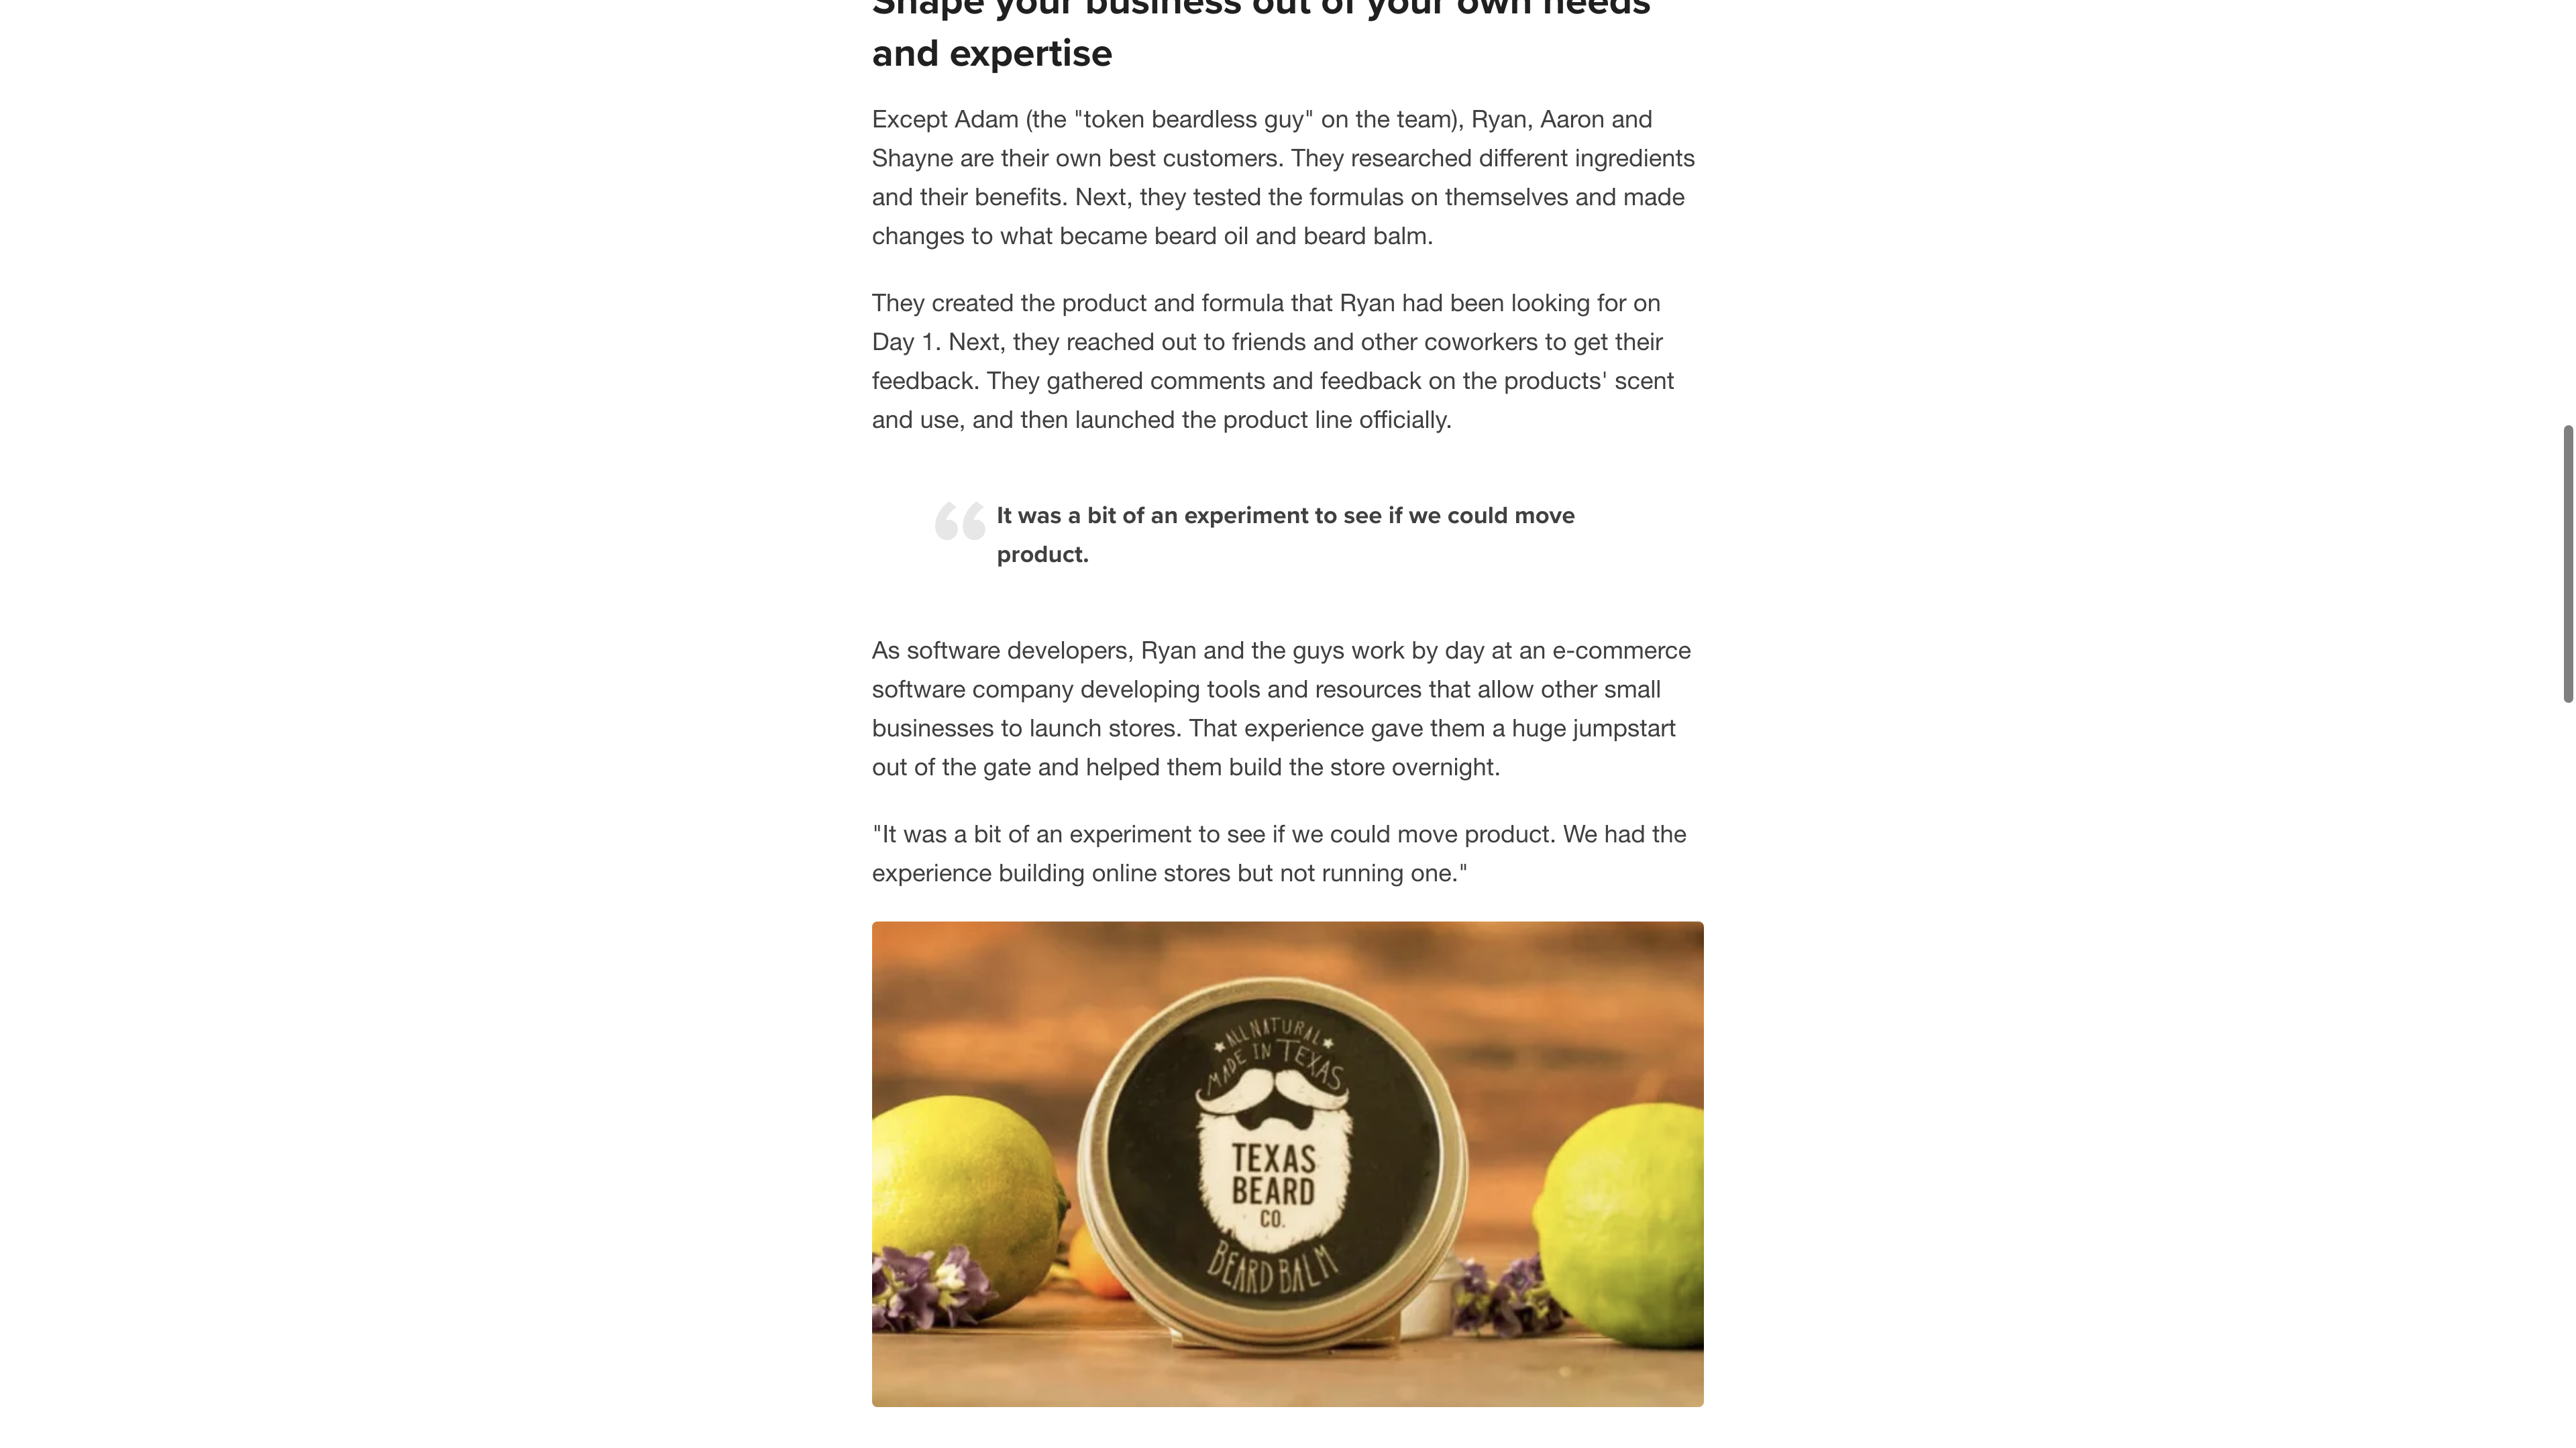 Shape your business out of your own needs
and expertise
Except Adam (the "token beardless guy" on the team), Ryan, Aaron and
Shayne are their own best customers. They researched different ingredients
and their benefits. Next, they tested the formulas on themselves and made
changes to what became beard oil and beard balm.
They created the product and formula that Ryan had been looking for on
Day 1. Next, they reached out to friends and other coworkers to get their
feedback. They gathered comments and feedback on the products' scent
and use, and then launched the product line officially.
It was a bit of an experiment to see if we could move
product.
As software developers, Ryan and the guys work by day at an e-commerce
software company developing tools and resources that allow other small
businesses to launch stores. That experience gave them a huge jumpstart
out of the gate and helped them build the store overnight.
"It was a bit of an experiment to see if we could move product. We had the
experience building online stores but not running one."
ALL NATURAL
MADE IN TEXAS
TEXAS
BEARD
CO.
BEARD BALM